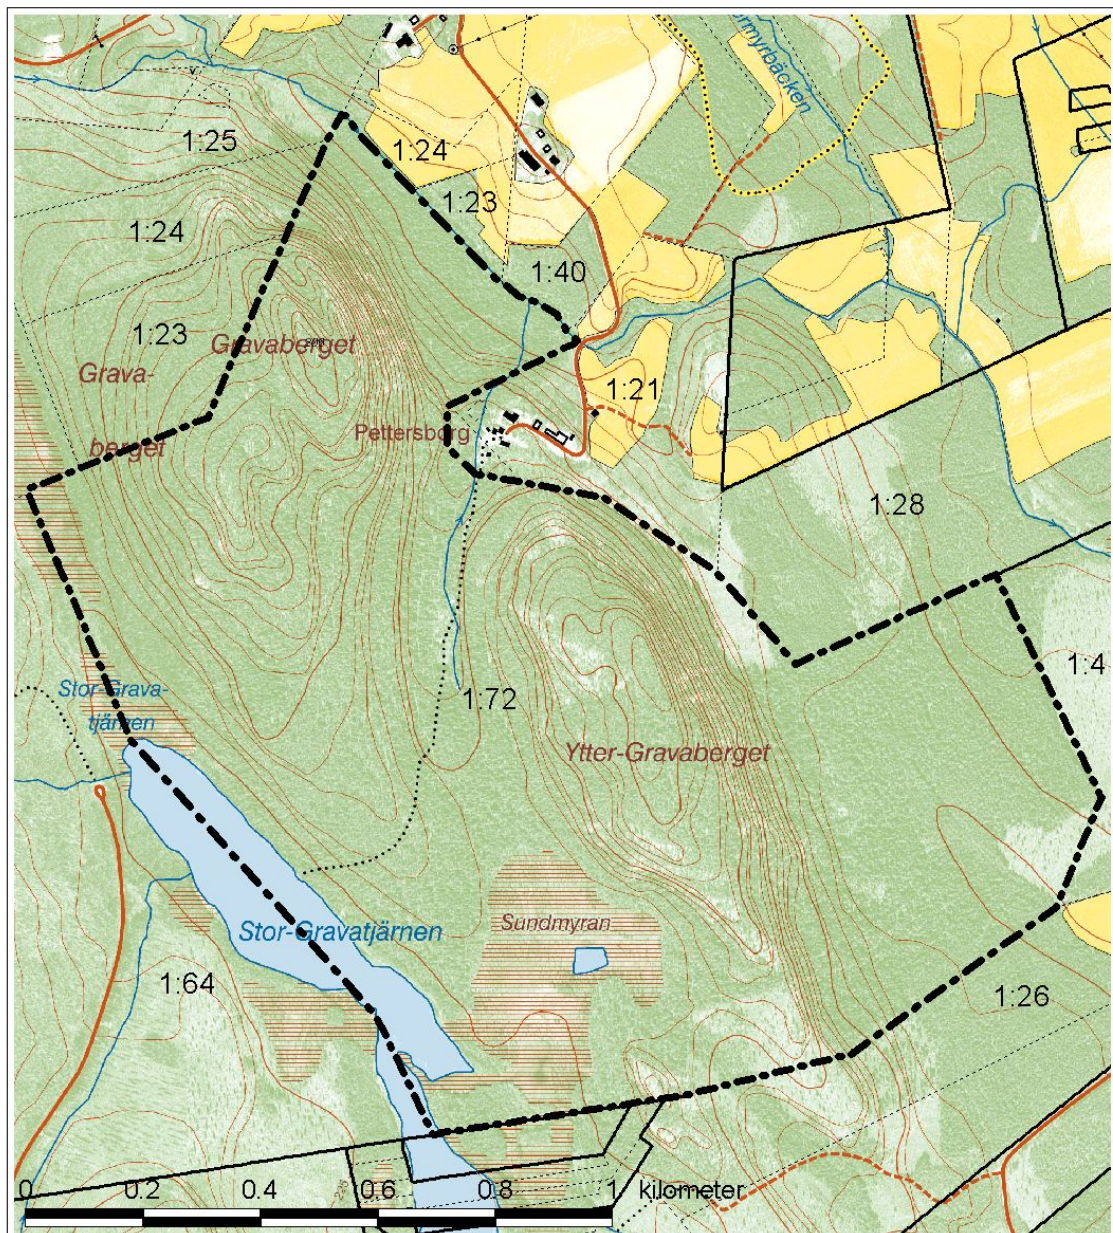 1:25
1:24
1:23
1:24
1:40
1:23
Gravaberget
Grava-
berget
1:21
Pettersborg
1:28
1:4
Stor-Grava-
tjärnen
1:72
Ytter-Gravaberget
Sundmyran
Stor-Gravatjärnen
1:64
1:26
0 0.2 0.4 0.6 0.8 1 kilometer